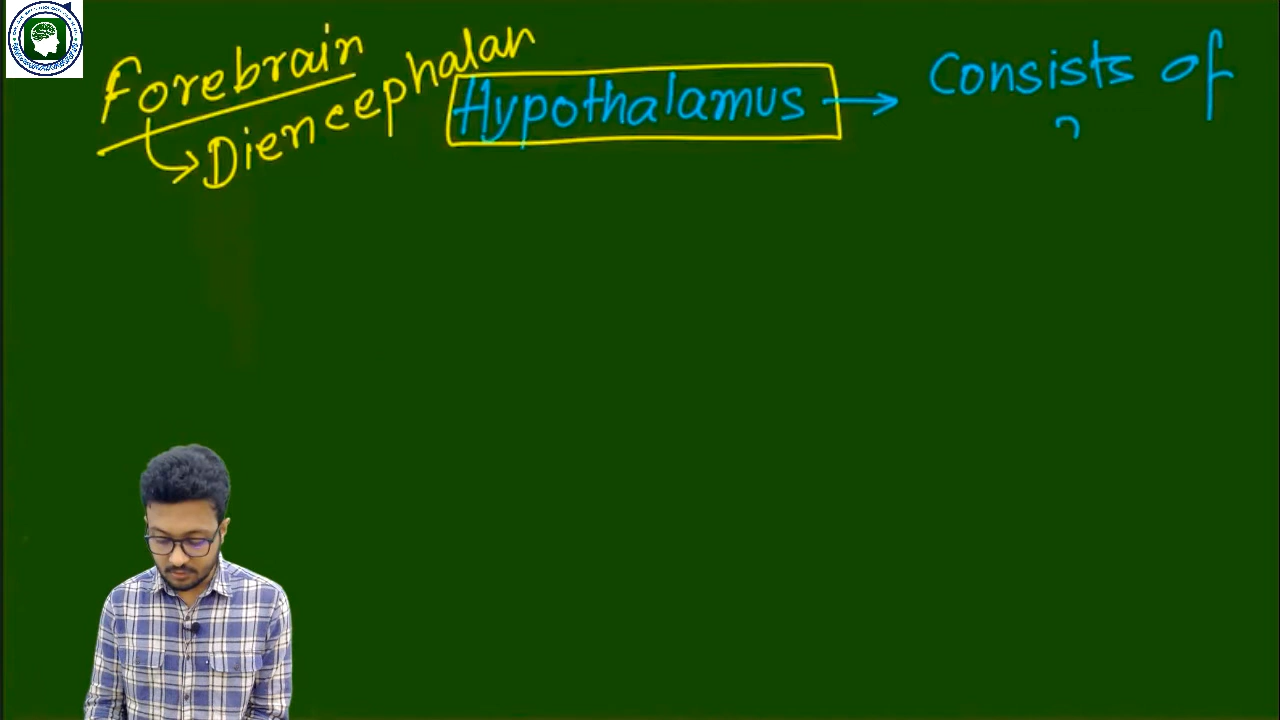 Forebrain
Diencephalan
Hypothalamus → Consists of